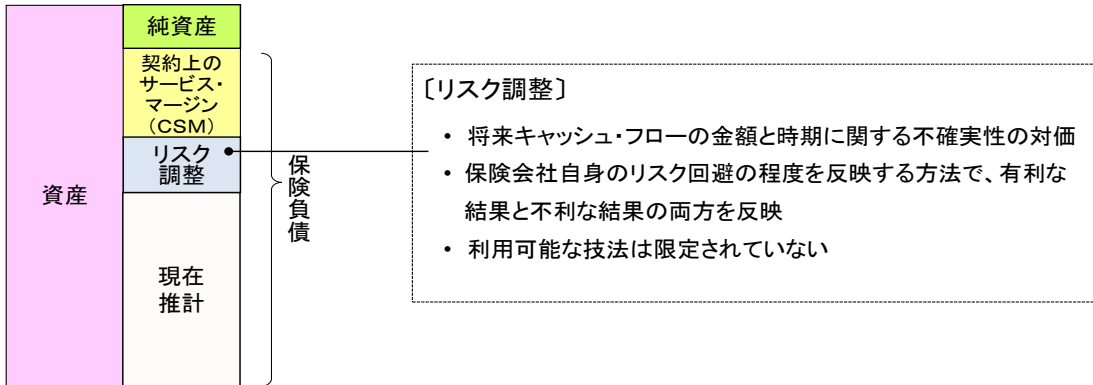 資産
純資産
契約上の
サービス・
マージン
(CSM)
リスク
調整
現在
推計
保険負債
〔リスク調整〕
• 将来キャッシュ・フローの金額と時期に関する不確実性の対価
• 保険会社自身のリスク回避の程度を反映する方法で、有利な
結果と不利な結果の両方を反映
• 利用可能な技法は限定されていない